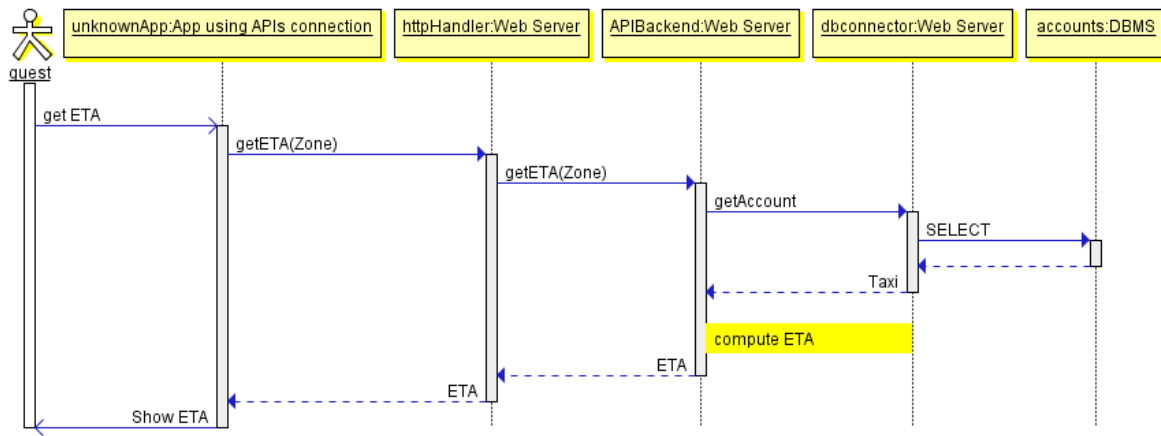 unknownApp:App using APIs connection
httpHandler:Web Server
APIBackend:Web Server
dbconnector:Web Server
accounts:DBMS
guest
get ETA
getETA(Zone)
getETA(Zone)
getAccount
SELECT
Taxi
compute ETA
ETA
ETA
Show ETA